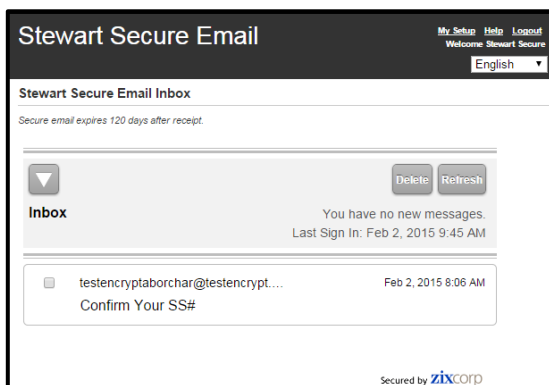 Stewart Secure Email
My Setup Help Logout
Welcome Stewart Secure
English
Stewart Secure Email Inbox
Secure email expires 120 days after receipt.
Delete Refresh
Inbox
You have no new messages.
Last Sign In: Feb 2, 2015 9:45 AM
testencryptaborchar@testencrypt.... Feb 2, 2015 8:06 AM
Confirm Your SS#
Secured by zixcorp